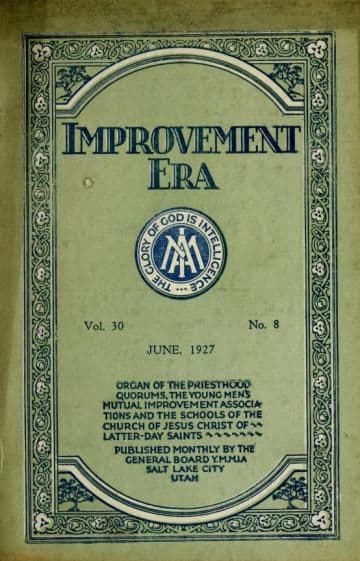 IMPROVEMENT
ERA
THE GLORY OF GOD IS INTELLIGENCE
MIA
Vol. 30 No. 8
JUNE, 1927
ORGAN OF THE PRIESTHOOD
QUORUMS, THE YOUNG MEN'S
MUTUAL IMPROVEMENT ASSOCIA-
TIONS AND THE SCHOOLS OF THE
CHURCH OF JESUS CHRIST OF
LATTER-DAY SAINTS
PUBLISHED MONTHLY BY THE
GENERAL BOARD Y.M.M.I.A
SALT LAKE CITY
UTAH